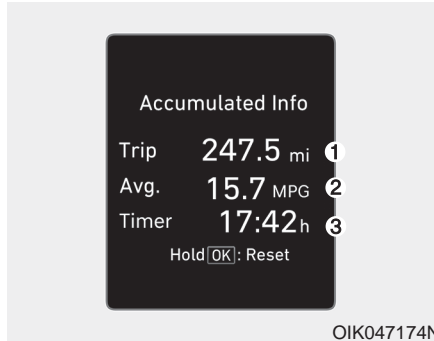 Accumulated Info
Trip 247.5 mi ①
Avg. 15.7 MPG ②
Timer 17:42h ③
Hold OK : Reset
OIK047174N